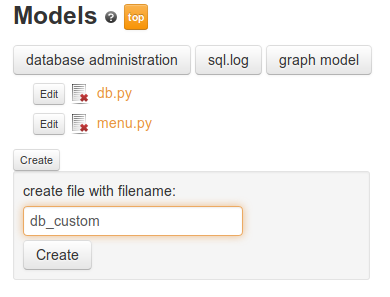 Models ? top
database administration sql.log graph model
Edit db.py
Edit menu.py
Create
create file with filename:
db_custom
Create